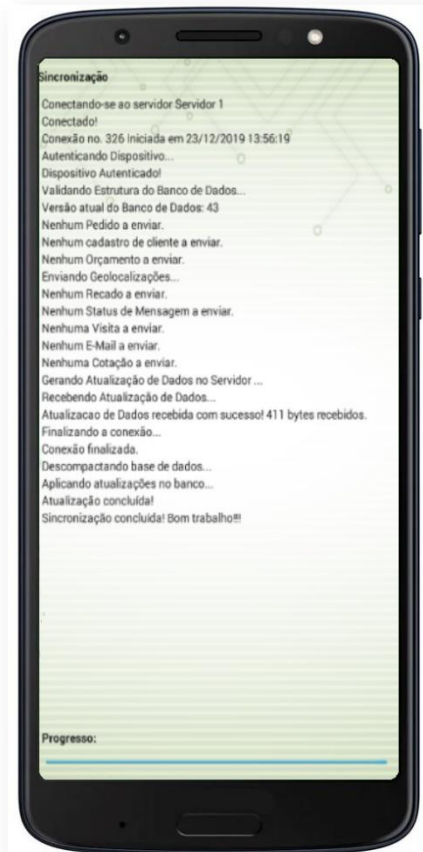 Sincronização
Conectando-se ao servidor Servidor 1
Conectado!
Conexão no. 326 Iniciada em 23/12/2019 13:56:19
Autenticando Dispositivo...
Dispositivo Autenticado!
Validando Estrutura do Banco de Dados...
Versão atual do Banco de Dados: 43
Nenhum Pedido a enviar.
Nenhum cadastro de cliente a enviar.
Nenhum Orçamento a enviar.
Enviando Geolocalizações...
Nenhum Recado a enviar.
Nenhum Status de Mensagem a enviar.
Nenhuma Visita a enviar.
Nenhum E-Mail a enviar.
Nenhuma Cotação a enviar.
Gerando Atualização de Dados no Servidor ...
Recebendo Atualização de Dados...
Atualizacao de Dados recebida com sucesso! 411 bytes recebidos.
Finalizando a conexão...
Conexão finalizada.
Descompactando base de dados...
Aplicando atualizações no banco...
Atualização concluída!
Sincronização concluída! Bom trabalho!!!
Progresso: